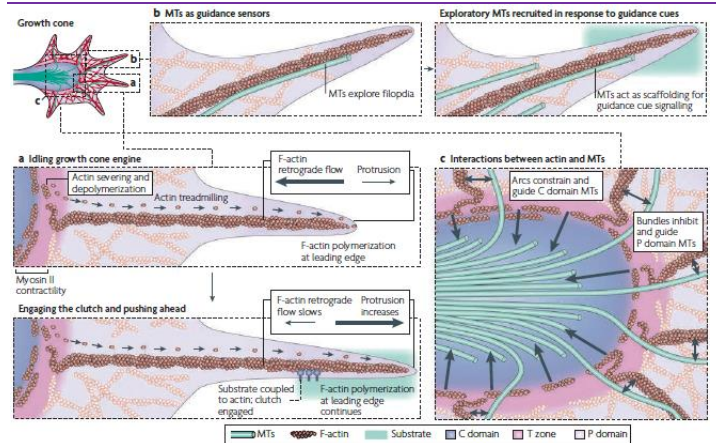 Growth cone
b
a
c
b MTs as guidance sensors
MTs explore filopdia
Exploratory MTs recruited in response to guidance cues
MTs act as scaffolding for
guidance cue signalling
a Idling growth cone engine
Actin severing and
depolymerization
Actin treadmilling
F-actin
retrograde flow
Protrusion
F-actin polymerization
at leading edge
Myosin II
contractility
Engaging the clutch and pushing ahead
F-actin retrograde
flow slows
Protrusion
increases
Substrate coupled
to actin; clutch
engaged
F-actin polymerization
at leading edge
continues
c Interactions between actin and MTs
Arcs constrain and
guide C domain MTs
Bundles inhibit
and guide
P domain MTs
MTs F-actin Substrate C domain T zone P domain